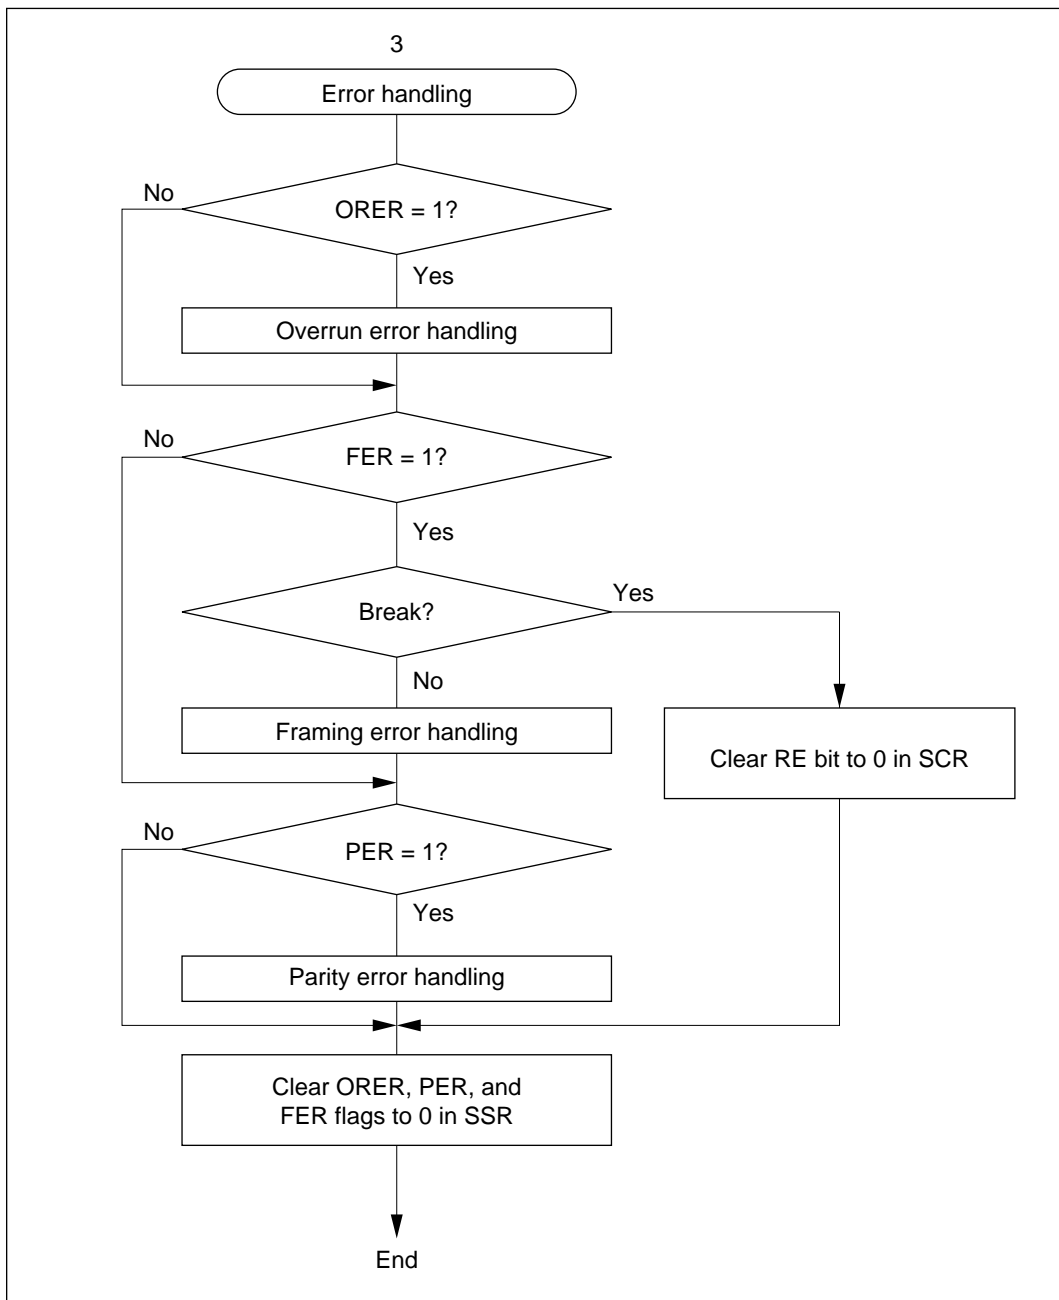 3
Error handling
No
ORER = 1?
Yes
Overrun error handling
No
FER = 1?
Yes
Break?
Yes
No
Framing error handling
Clear RE bit to 0 in SCR
No
PER = 1?
Yes
Parity error handling
Clear ORER, PER, and
FER flags to 0 in SSR
End